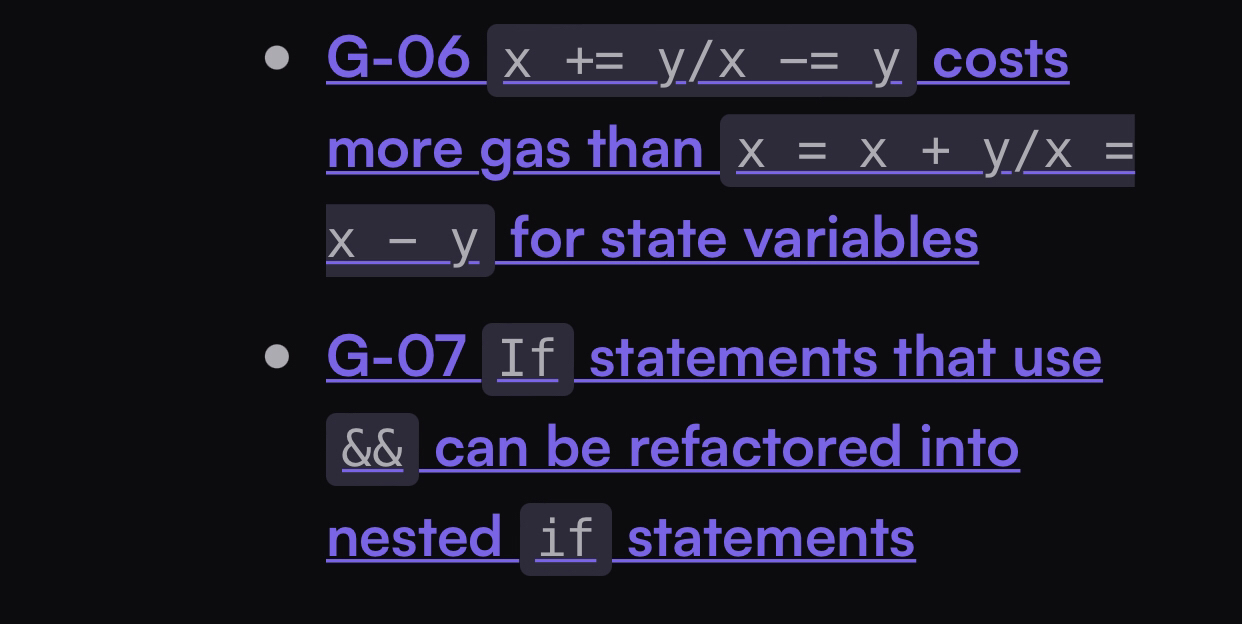 G-06 x += y/x -= y costs
more gas than x = x + y/x =
x - y for state variables
G-07 If statements that use
&& can be refactored into
nested if statements